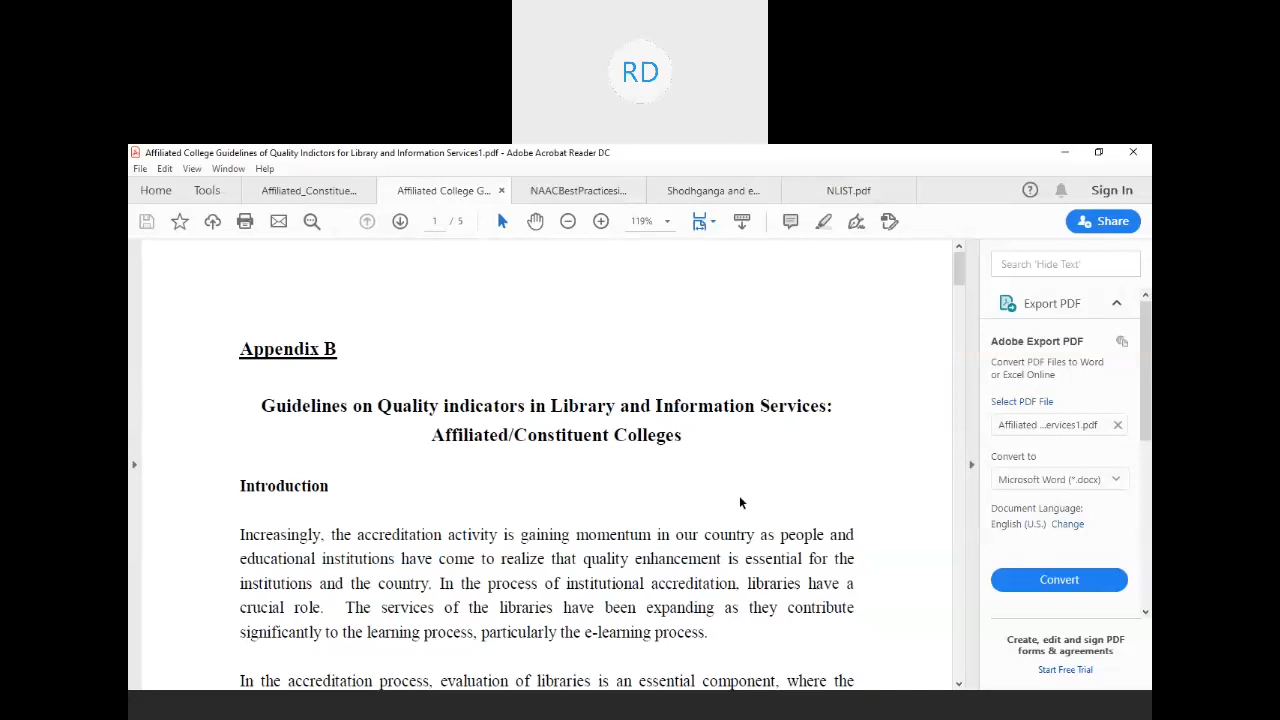 RD
Affiliated College Guidelines of Quality Indictors for Library and Information Services1.pdf - Adobe Acrobat Reader DC
File Edit View Window Help
Home Tools Affiliated_Constitue... Affiliated College G... × NAACBestPracticesi... Shodhganga and e... NLIST.pdf Sign In
1 / 5 119% Share
Search 'Hide Text'
Export PDF
Adobe Export PDF
Convert PDF Files to Word
or Excel Online
Select PDF File
Affiliated ...ervices1.pdf ×
Convert to
Microsoft Word (*.docx)
Document Language:
English (U.S.) Change
Convert
Create, edit and sign PDF
forms & agreements
Start Free Trial
Appendix B
Guidelines on Quality indicators in Library and Information Services:
Affiliated/Constituent Colleges
Introduction
Increasingly, the accreditation activity is gaining momentum in our country as people and
educational institutions have come to realize that quality enhancement is essential for the
institutions and the country. In the process of institutional accreditation, libraries have a
crucial role. The services of the libraries have been expanding as they contribute
significantly to the learning process, particularly the e-learning process.
In the accreditation process, evaluation of libraries is an essential component, where the